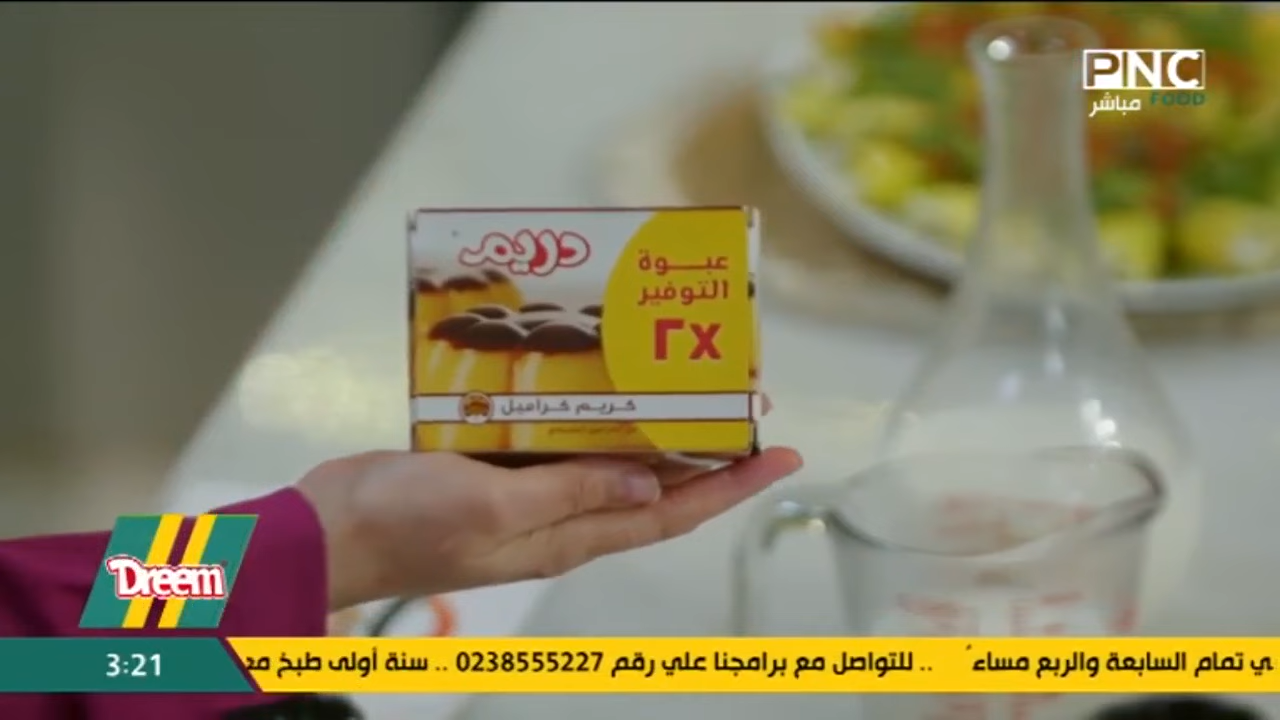 PNC
FOOD مباشر
دريم
عبوة
التوفير
٢x
كريم كراميل
Dreem
3:21
ي تمام السابعة والربع مساءً .. للتواصل مع برامجنا علي رقم 0238555227 .. سنة أولى طبخ مع